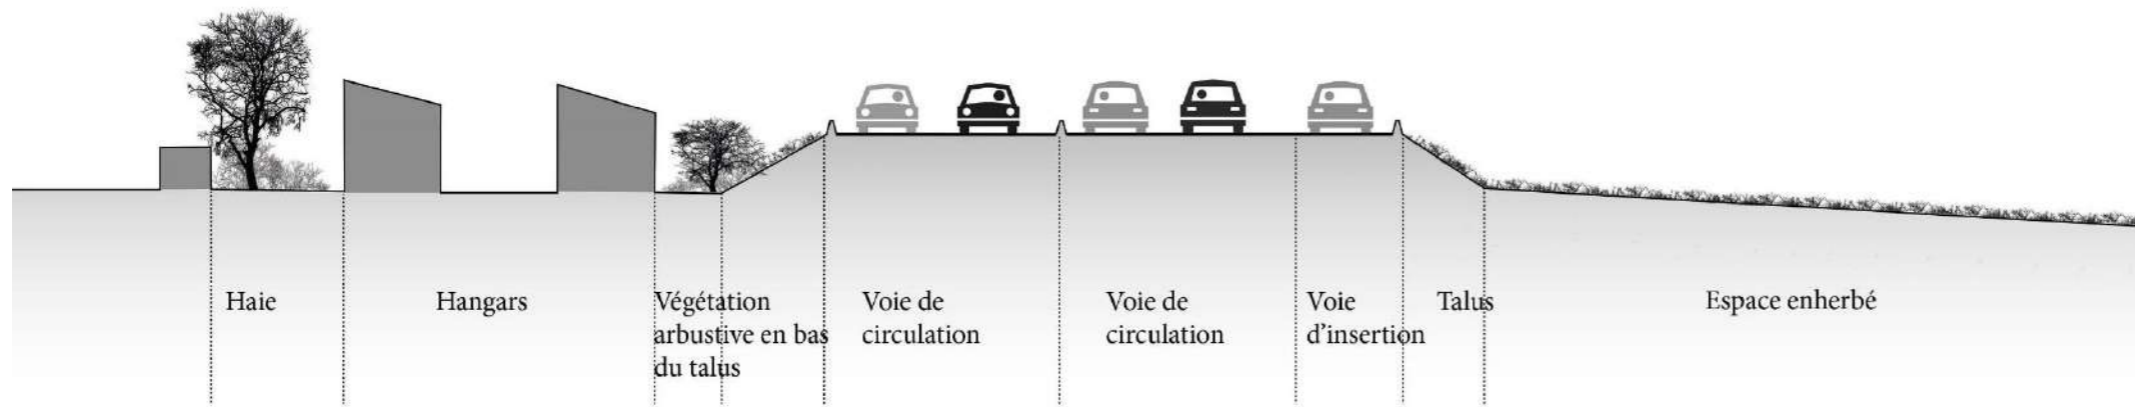 Haie
Hangars
Végétation
arbustive en bas
du talus
Voie de
circulation
Voie de
circulation
Voie
d'insertion
Talus
Espace enherbé